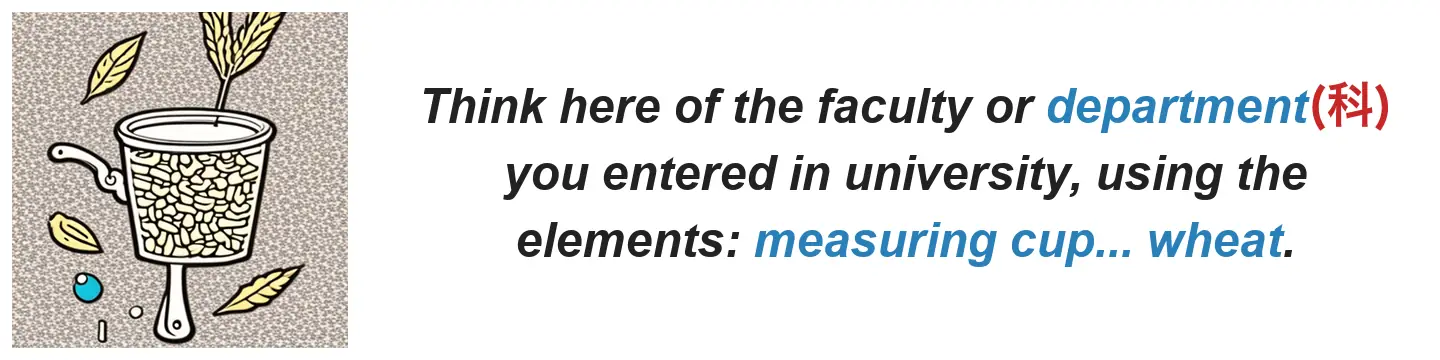 Think here of the faculty or department(科)
you entered in university, using the
elements: measuring cup... wheat.